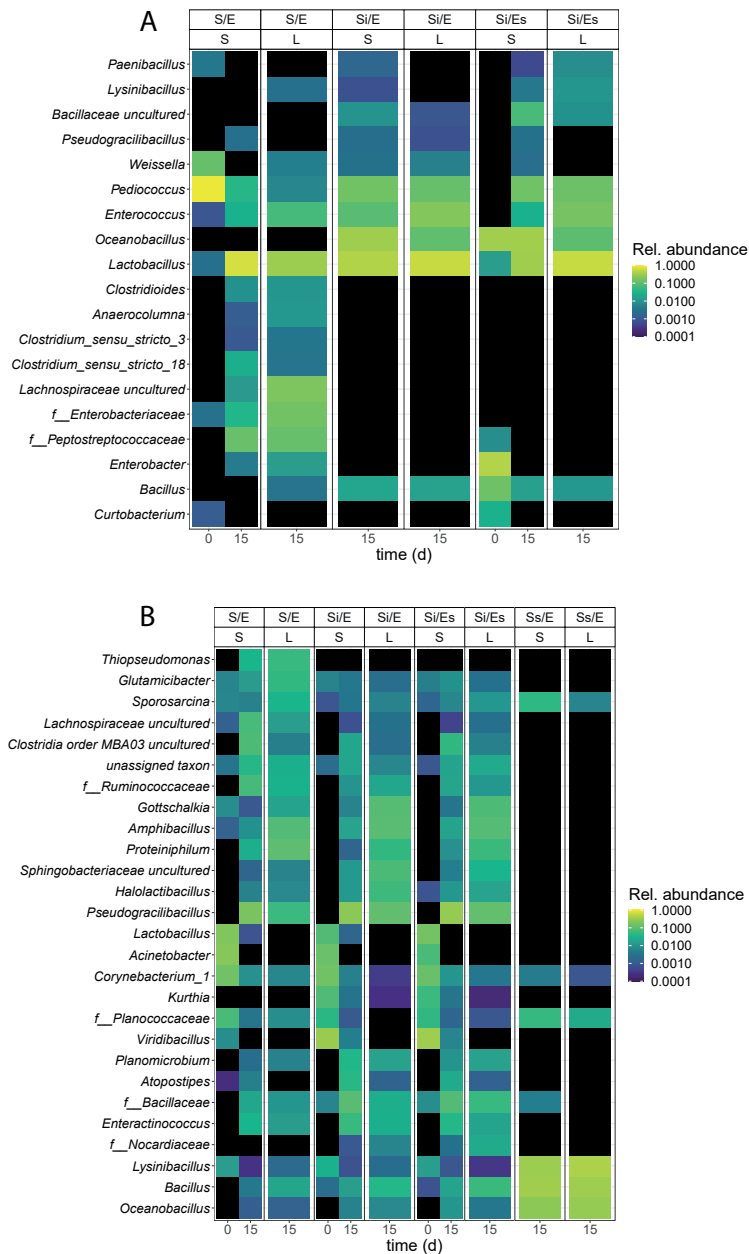 A
S/E S/E Si/E Si/E Si/Es Si/Es
S L S L S L
Paenibacillus
Lysinibacillus
Bacillaceae uncultured
Pseudogracilibacillus
Weissella
Pediococcus
Enterococcus
Oceanobacillus
Lactobacillus
Clostridioides
Anaerocolumna
Clostridium_sensu_stricto_3
Clostridium_sensu_stricto_18
Lachnospiraceae uncultured
f__Enterobacteriaceae
f__Peptostreptococcaceae
Enterobacter
Bacillus
Curtobacterium
0 15 15 15 15 0 15 15
time (d)
Rel. abundance
1.0000
0.1000
0.0100
0.0010
0.0001
B
S/E S/E Si/E Si/E Si/Es Si/Es Ss/E Ss/E
S L S L S L S L
Thiopseudomonas
Glutamicibacter
Sporosarcina
Lachnospiraceae uncultured
Clostridia order MBA03 uncultured
unassigned taxon
f__Ruminococcaceae
Gottschalkia
Amphibacillus
Proteiniphilum
Sphingobacteriaceae uncultured
Halolactibacillus
Pseudogracilibacillus
Lactobacillus
Acinetobacter
Corynebacterium_1
Kurthia
f__Planococcaceae
Viridibacillus
Planomicrobium
Atopostipes
f__Bacillaceae
Enteractinococcus
f__Nocardiaceae
Lysinibacillus
Bacillus
Oceanobacillus
0 15 15 0 15 15 0 15 15 15 15
time (d)
Rel. abundance
1.0000
0.1000
0.0100
0.0010
0.0001